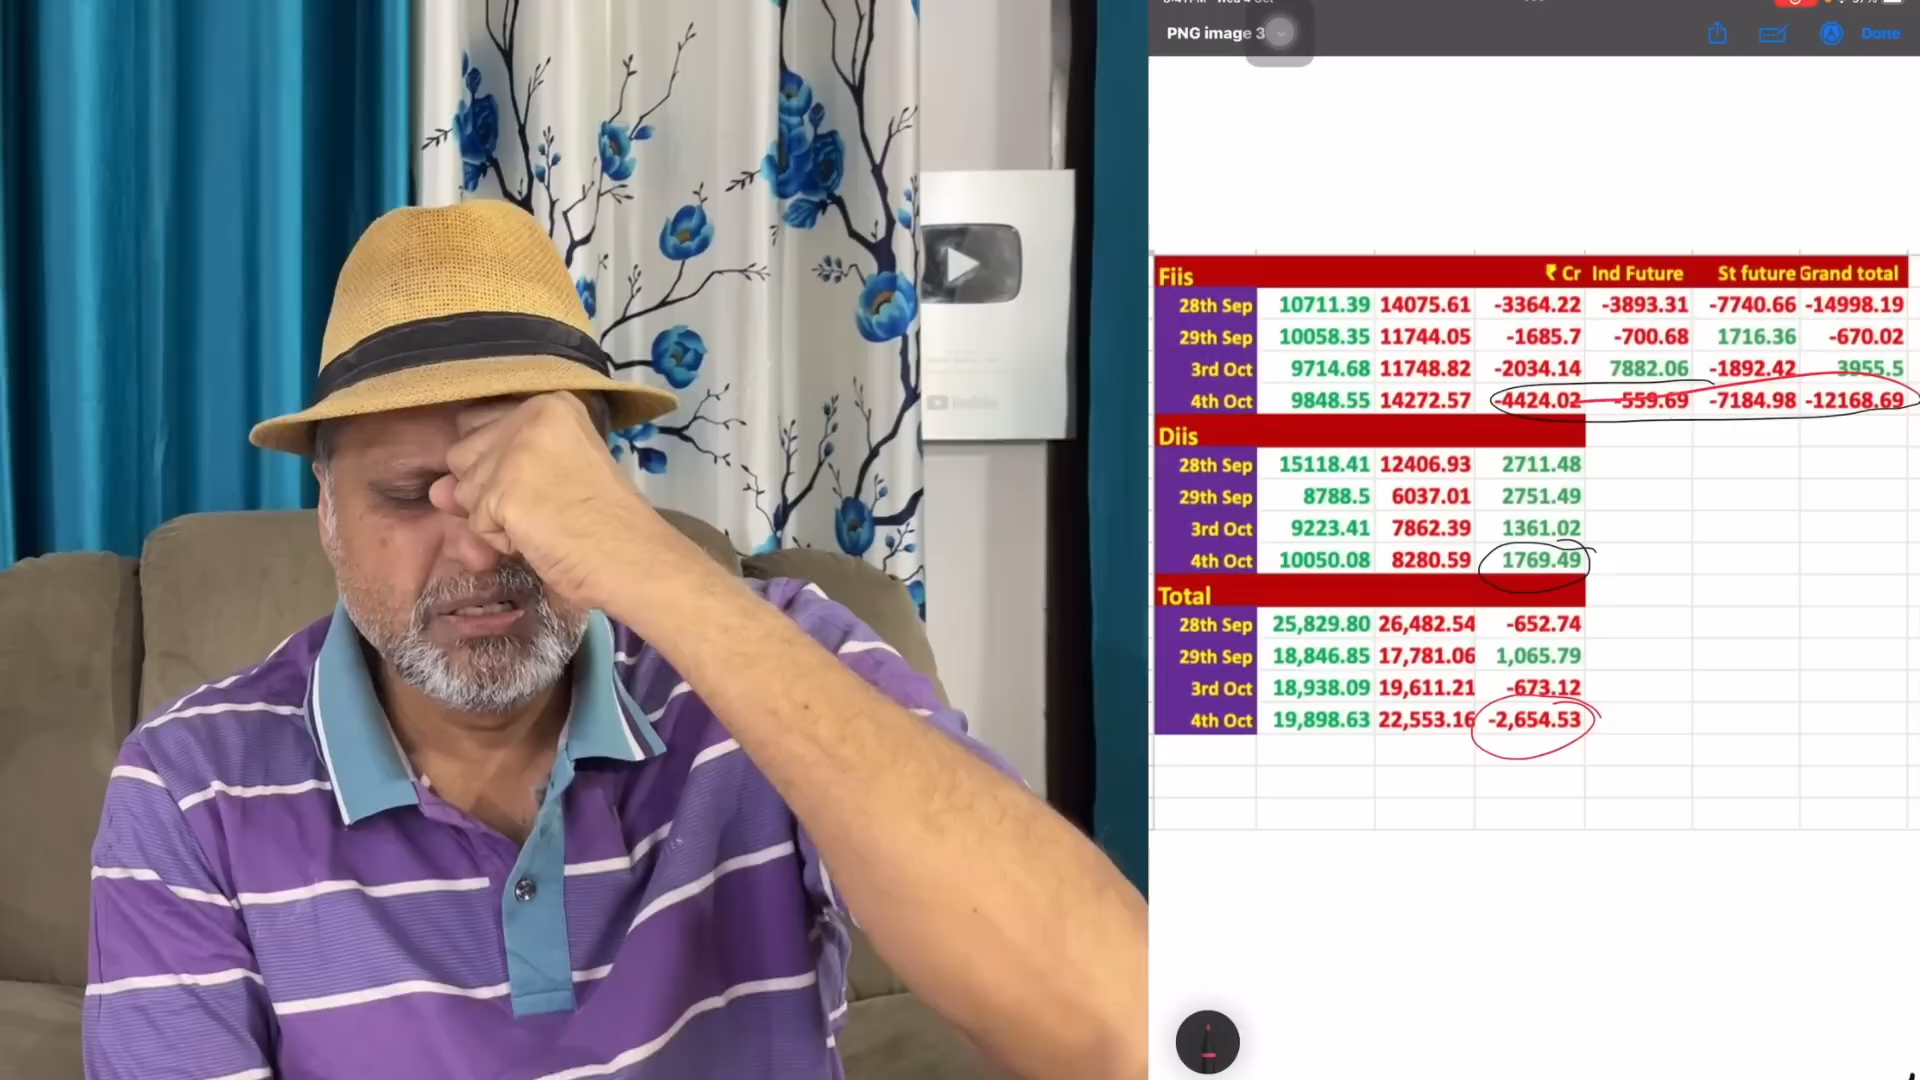 PNG image 3
Done
Fiis ₹ Cr Ind Future St future Grand total
28th Sep 10711.39 14075.61 -3364.22 -3893.31 -7740.66 -14998.19
29th Sep 10058.35 11744.05 -1685.7 -700.68 1716.36 -670.02
3rd Oct 9714.68 11748.82 -2034.14 7882.06 -1892.42 3955.5
4th Oct 9848.55 14272.57 -4424.02 -559.69 -7184.98 -12168.69
Diis
28th Sep 15118.41 12406.93 2711.48
29th Sep 8788.5 6037.01 2751.49
3rd Oct 9223.41 7862.39 1361.02
4th Oct 10050.08 8280.59 1769.49
Total
28th Sep 25,829.80 26,482.54 -652.74
29th Sep 18,846.85 17,781.06 1,065.79
3rd Oct 18,938.09 19,611.21 -673.12
4th Oct 19,898.63 22,553.16 -2,654.53